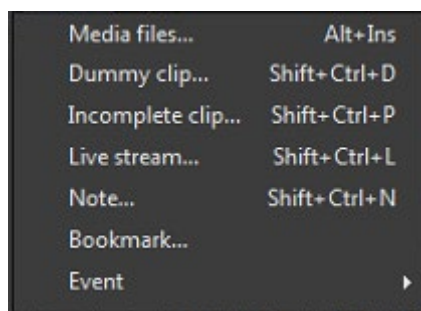 Media files... Alt+Ins
Dummy clip... Shift+Ctrl+D
Incomplete clip... Shift+Ctrl+P
Live stream... Shift+Ctrl+L
Note... Shift+Ctrl+N
Bookmark...
Event